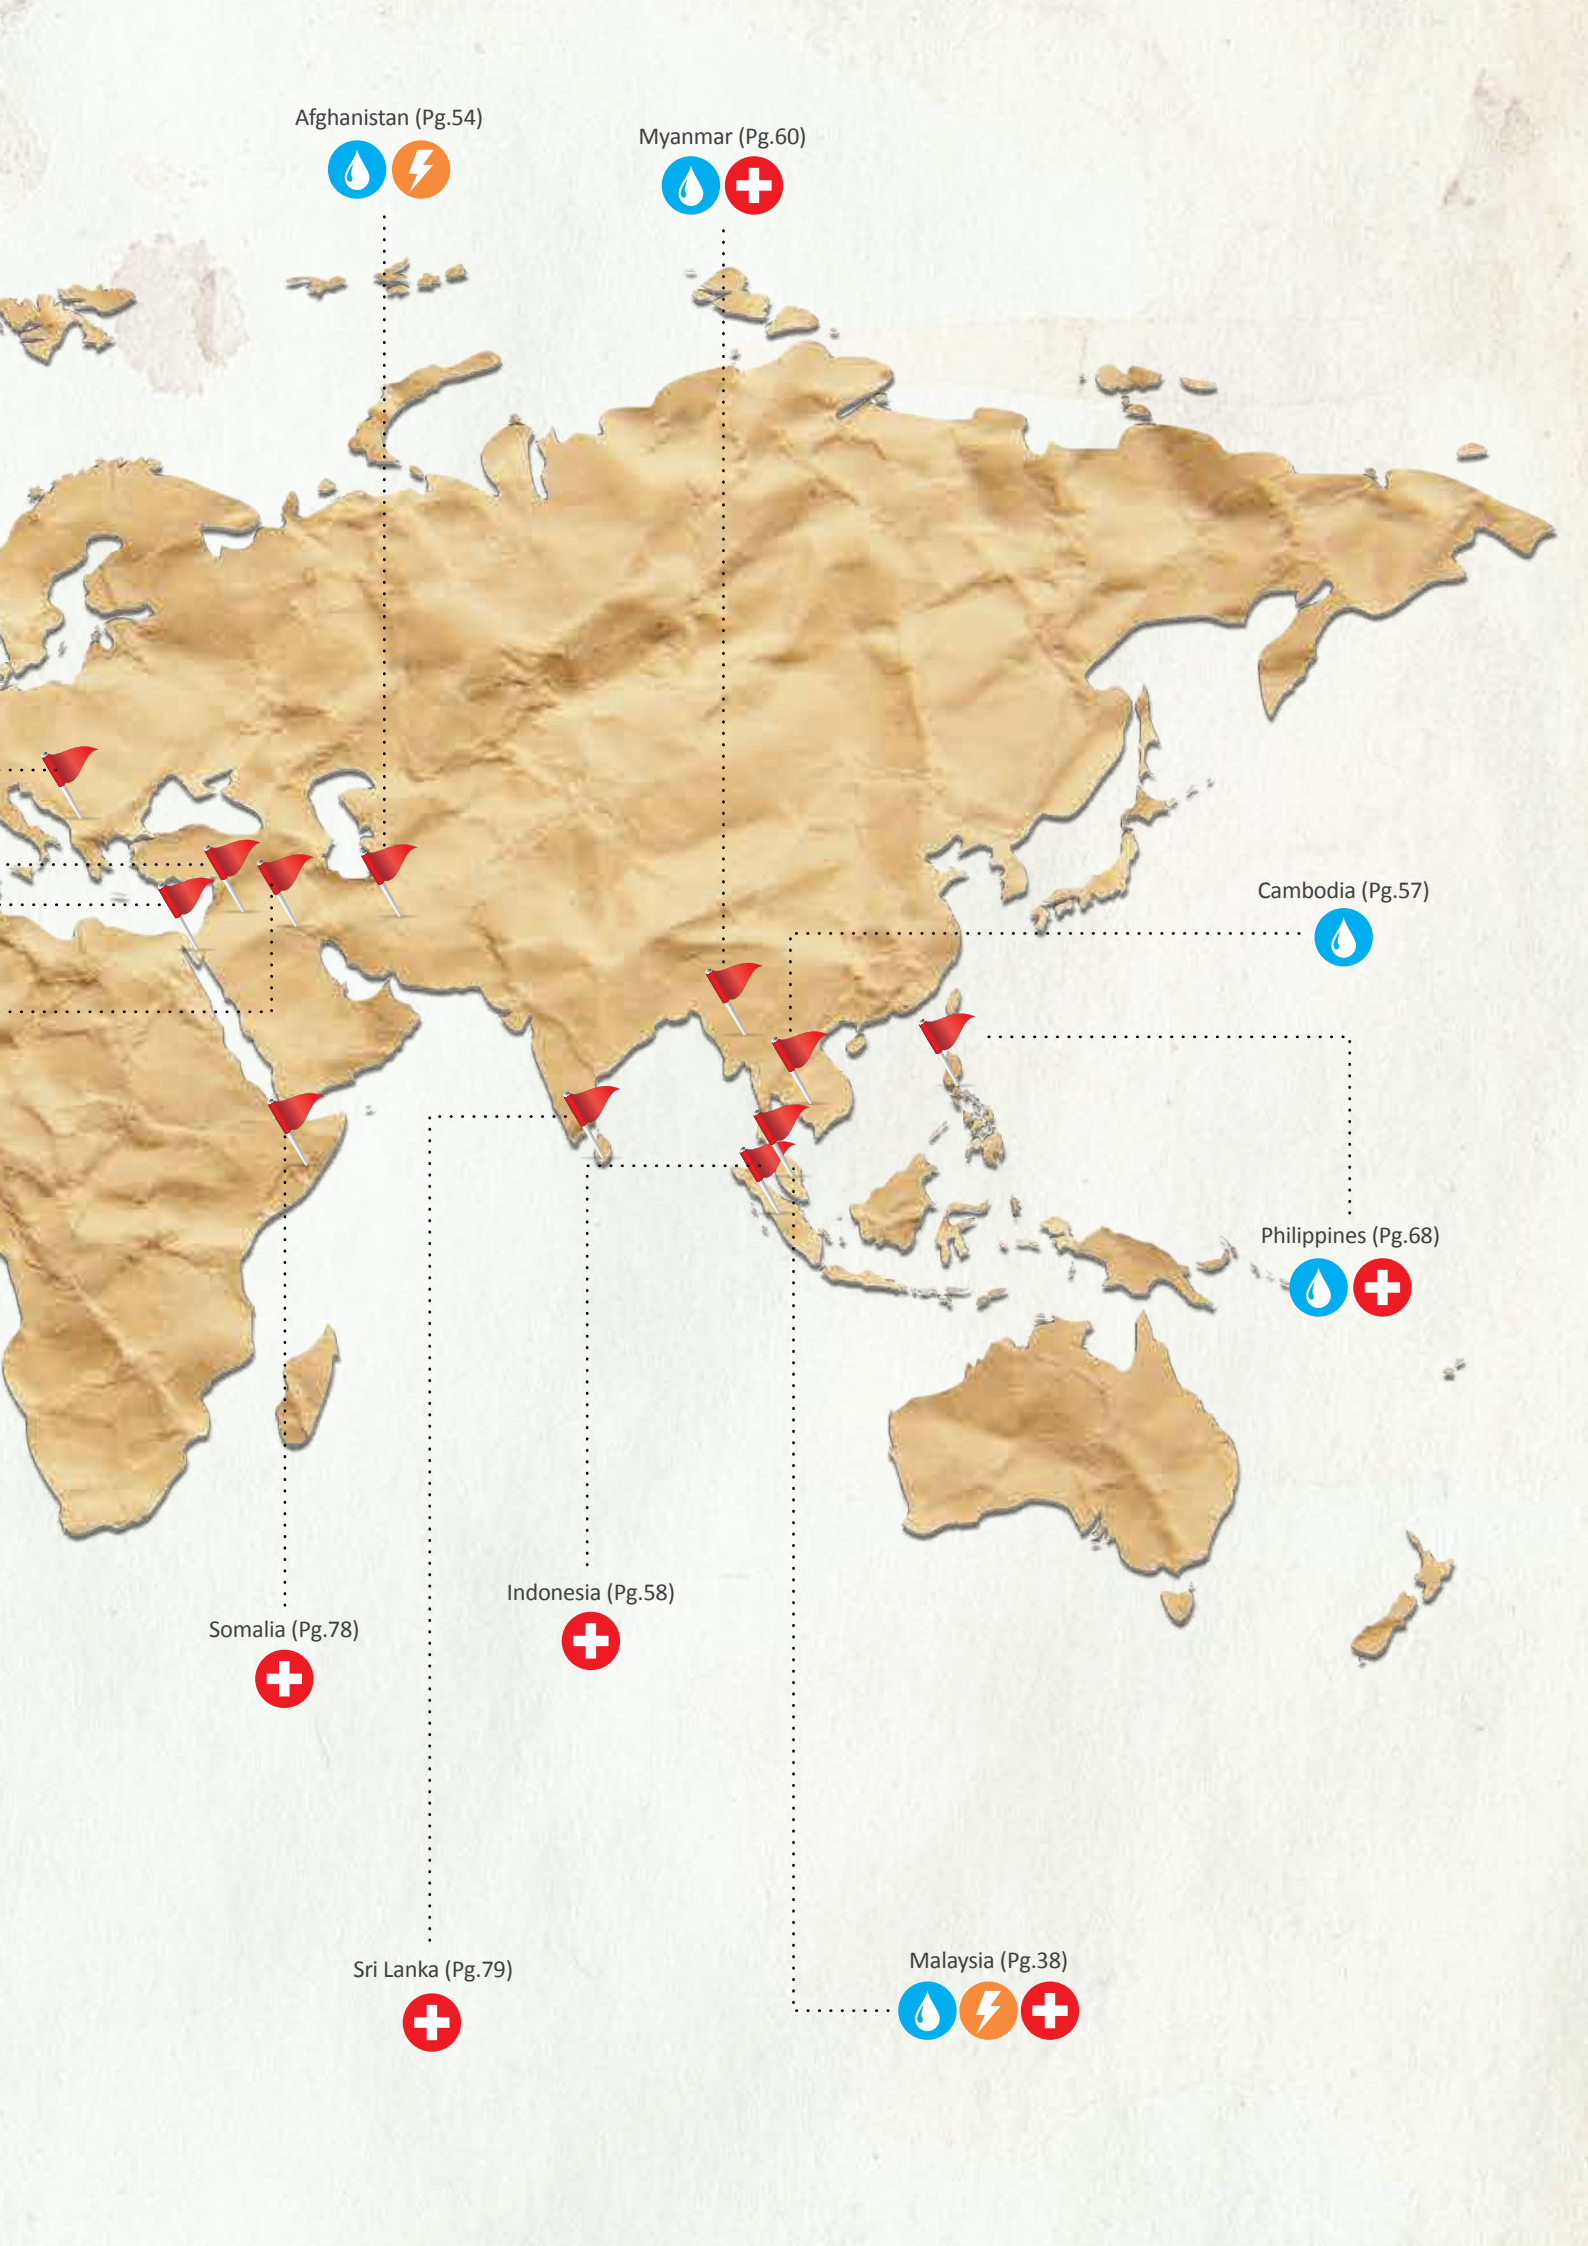 Afghanistan (Pg.54)
Myanmar (Pg.60)
Cambodia (Pg.57)
Philippines (Pg.68)
Indonesia (Pg.58)
Somalia (Pg.78)
Sri Lanka (Pg.79)
Malaysia (Pg.38)